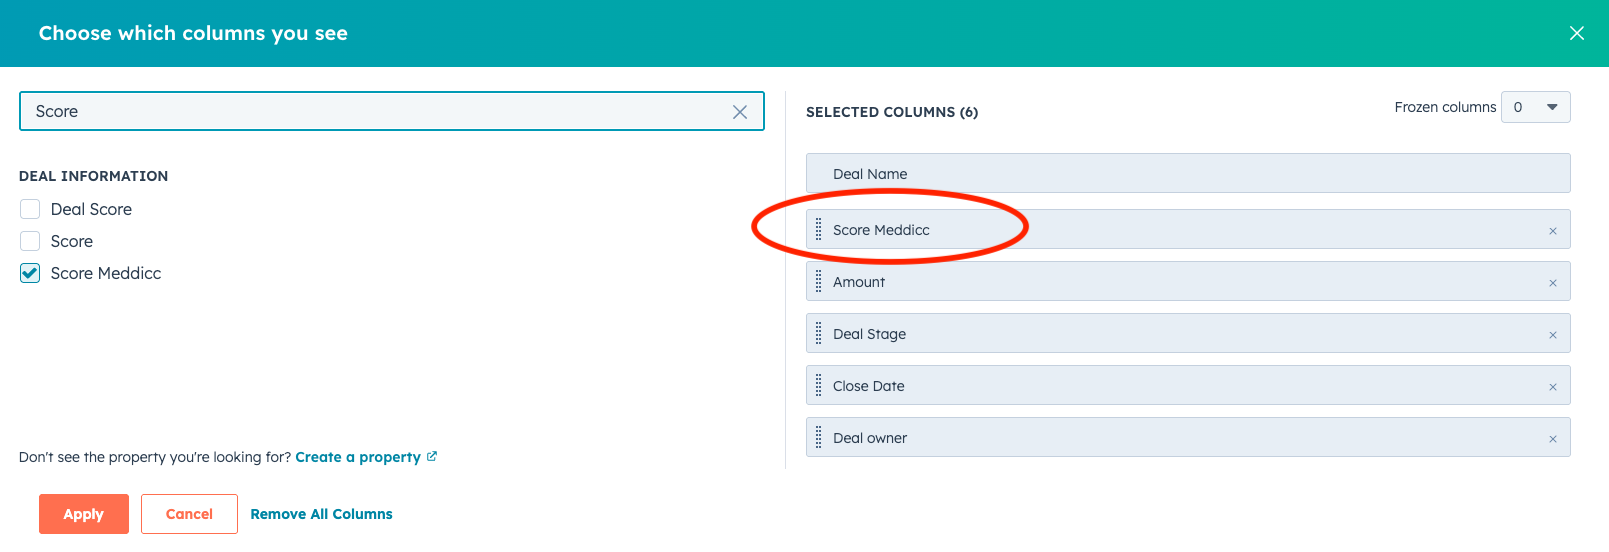 Choose which columns you see
Score
DEAL INFORMATION
Deal Score
Score
Score Meddicc
Don't see the property you're looking for? Create a property
Apply
Cancel
Remove All Columns
SELECTED COLUMNS (6)
Frozen columns 0
Deal Name
Score Meddicc
Amount
Deal Stage
Close Date
Deal owner